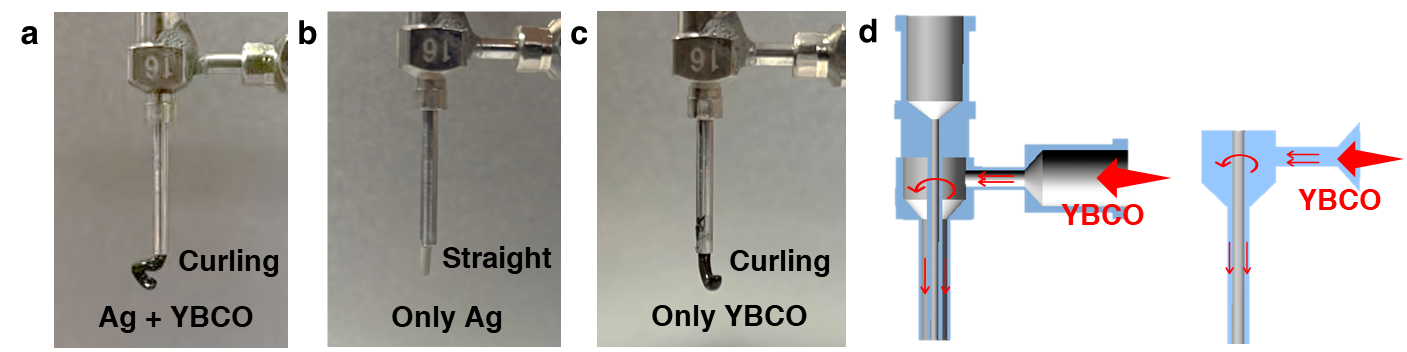 a
16
Curling
Ag + YBCO
b
16
Straight
Only Ag
c
16
Curling
Only YBCO
d
YBCO
YBCO